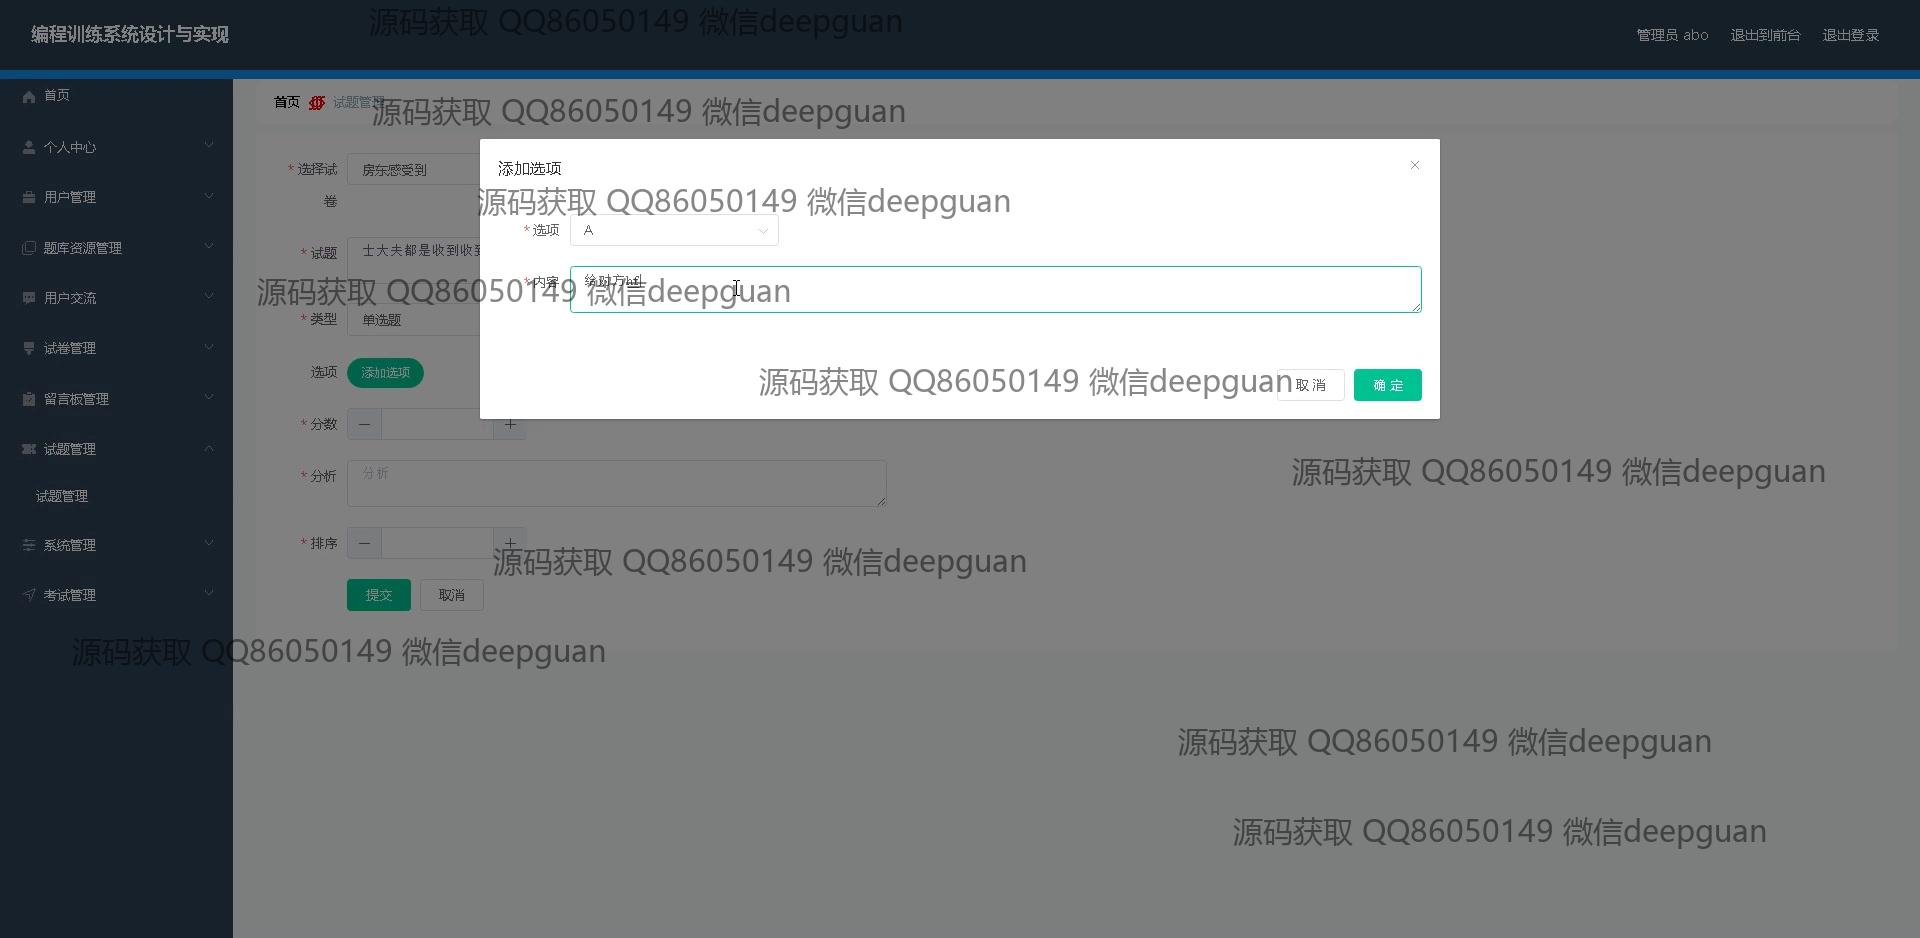 编程训练系统设计与实现
源码获取 QQ86050149 微信deepguan
管理员 abo 退出到前台 退出登录
首页
首页 试题管理
源码获取 QQ86050149 微信deepguan
个人中心
添加选项
* 选择试卷
房东感受到
用户管理
源码获取 QQ86050149 微信deepguan
* 选项 A
题库资源管理
* 试题 士大夫都是收到收到
* 内容 给对方hf
源码获取 QQ86050149 微信deepguan
用户交流
* 类型 单选题
试卷管理
选项 添加选项
源码获取 QQ86050149 微信deepguan
取消 确定
留言板管理
* 分数
试题管理
* 分析 分析
源码获取 QQ86050149 微信deepguan
试题管理
系统管理
* 排序
源码获取 QQ86050149 微信deepguan
考试管理
提交 取消
源码获取 QQ86050149 微信deepguan
源码获取 QQ86050149 微信deepguan
源码获取 QQ86050149 微信deepguan